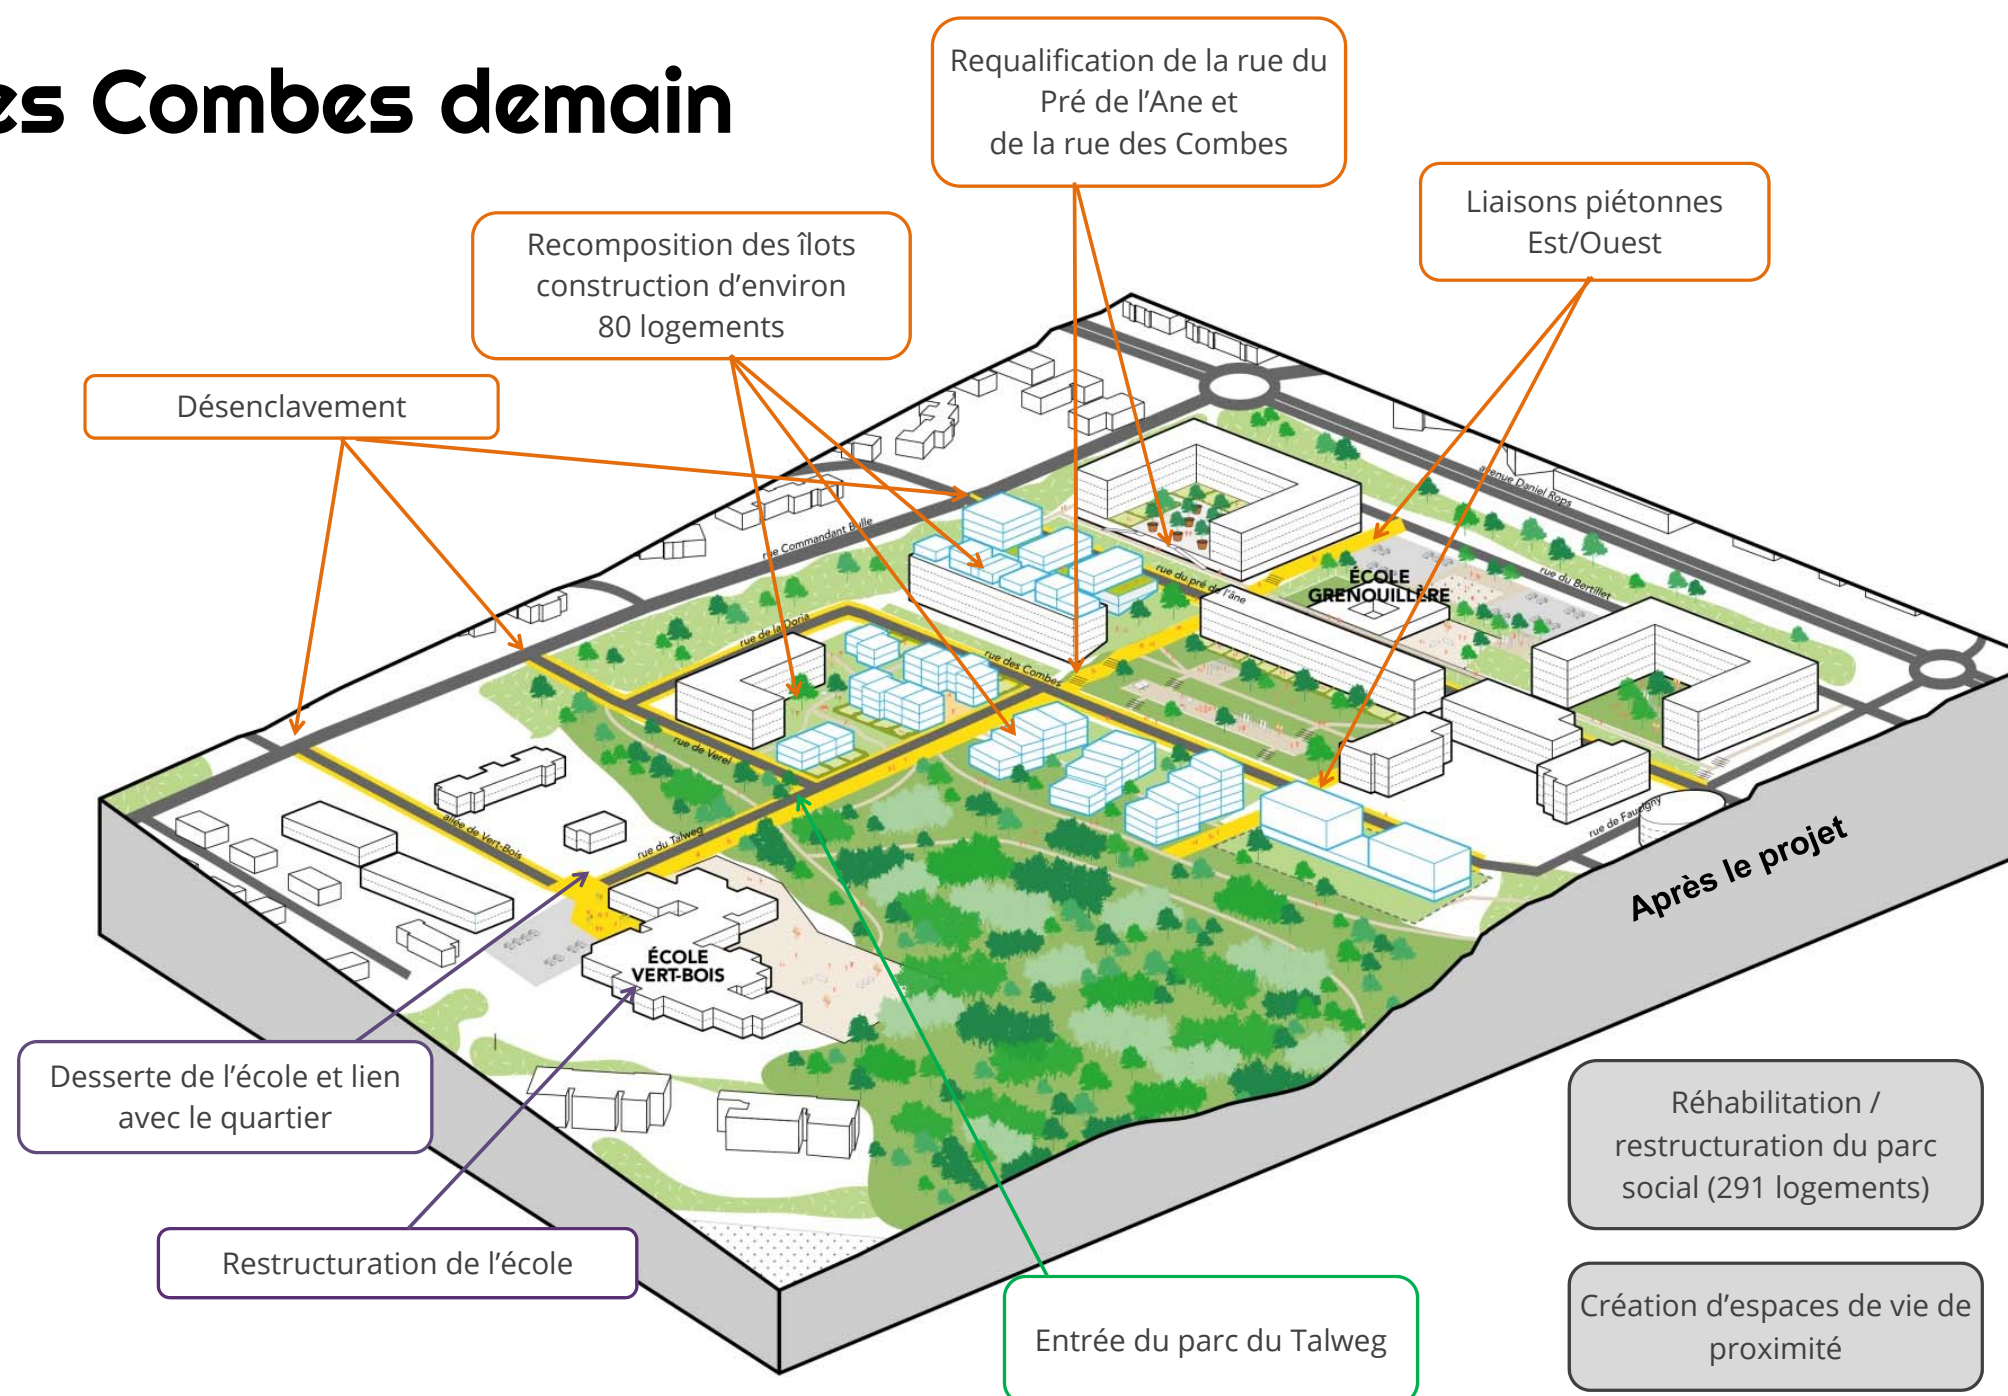 es Combes demain
Requalification de la rue du
Pré de l'Ane et
de la rue des Combes
Liaisons piétonnes
Est/Ouest
Recomposition des îlots
construction d'environ
80 logements
Désenclavement
avenue Daniel Rops
rue Commandant Bulle
rue du Bertillet
rue du pré de l'âne
ÉCOLE
GRENOUILLÈRE
rue de la Doria
rue des Combes
rue de Verel
rue de Faucigny
allée de Vert-Bois
rue du Talweg
Après le projet
ÉCOLE
VERT-BOIS
Desserte de l'école et lien
avec le quartier
Restructuration de l'école
Entrée du parc du Talweg
Réhabilitation /
restructuration du parc
social (291 logements)
Création d'espaces de vie de
proximité